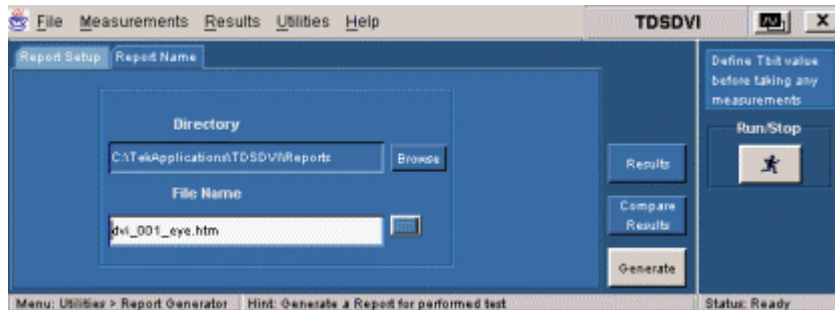 File Measurements Results Utilities Help TDSDVI X
Report Setup Report Name
Define Tbit value
before taking any
measurements
Directory
Run/Stop
C:\TekApplications\TDSDVI\Reports Browse
Results
File Name
Compare
Results
dvi_001_eye.htm
Generate
Menu: Utilities > Report Generator Hint: Generate a Report for performed test Status: Ready